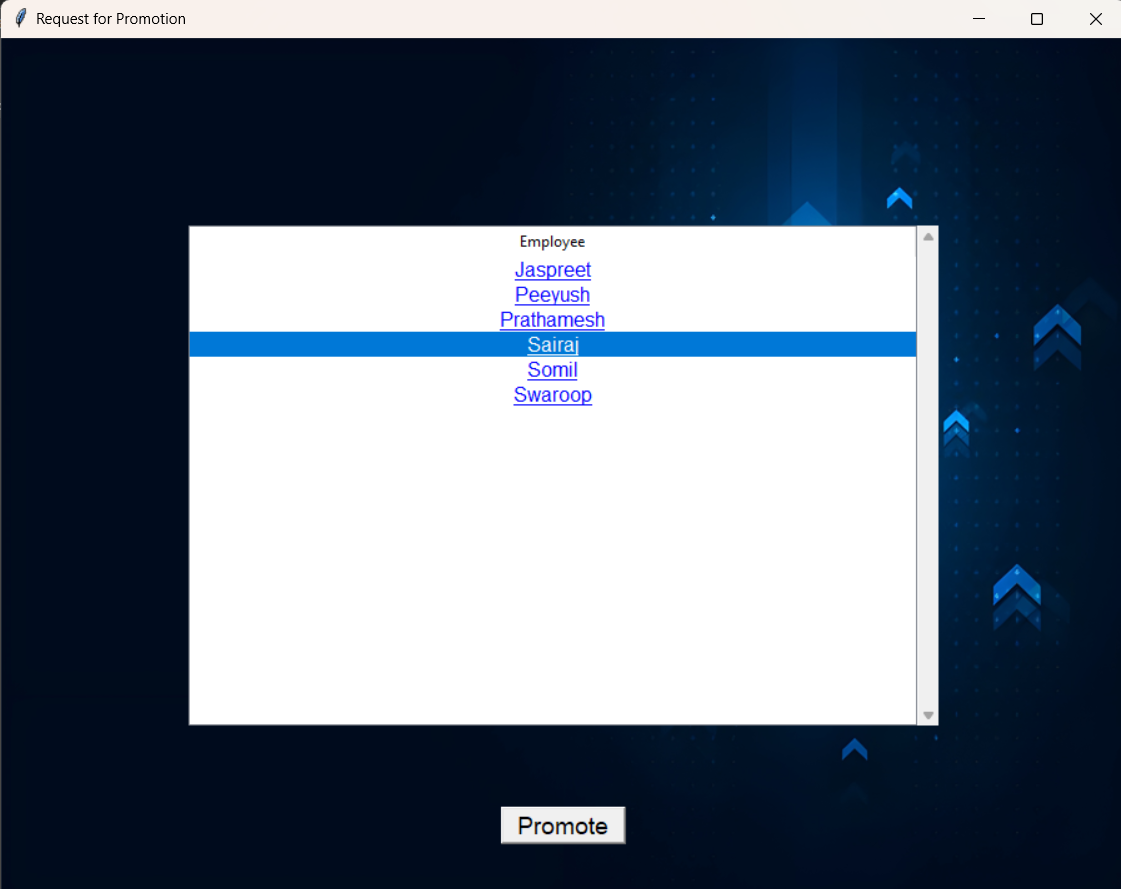 Request for Promotion
Employee
Jaspreet
Peeyush
Prathamesh
Sairaj
Somil
Swaroop
Promote